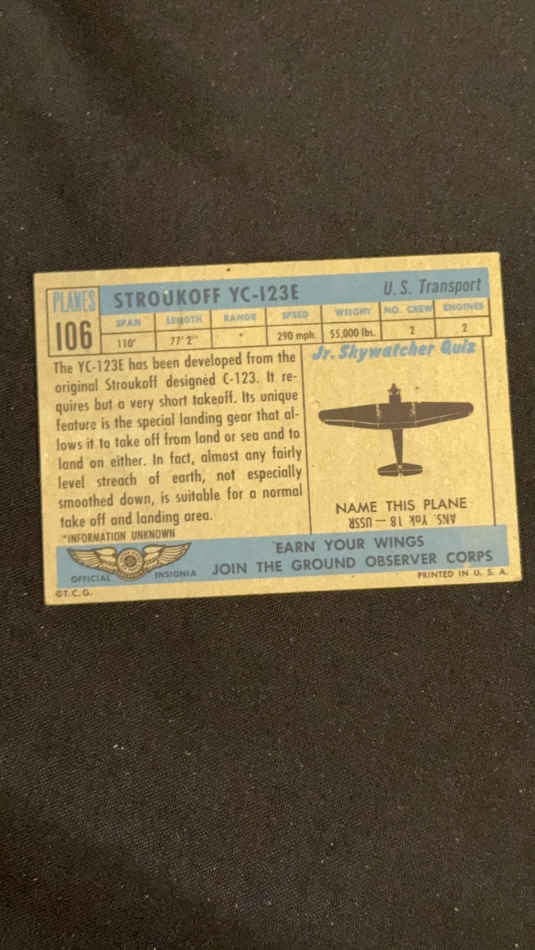 PLANES
106
STROUKOFF YC-123E
U.S. Transport
SPAN LENGTH RANGE SPEED WEIGHT NO. CREW ENGINES
110' 77' 2" * 290 mph. 55,000 lbs. 2 2
The YC-123E has been developed from the
original Stroukoff designed C-123. It re-
quires but a very short takeoff. Its unique
feature is the special landing gear that al-
lows it to take off from land or sea and to
land on either. In fact, almost any fairly
level streach of earth, not especially
smoothed down, is suitable for a normal
take off and landing area.
*INFORMATION UNKNOWN
Jr. Skywatcher Quiz
NAME THIS PLANE
ANS. YOK 18 — USSR
OFFICIAL INSIGNIA
EARN YOUR WINGS
JOIN THE GROUND OBSERVER CORPS
©T.C.G.
PRINTED IN U. S. A.